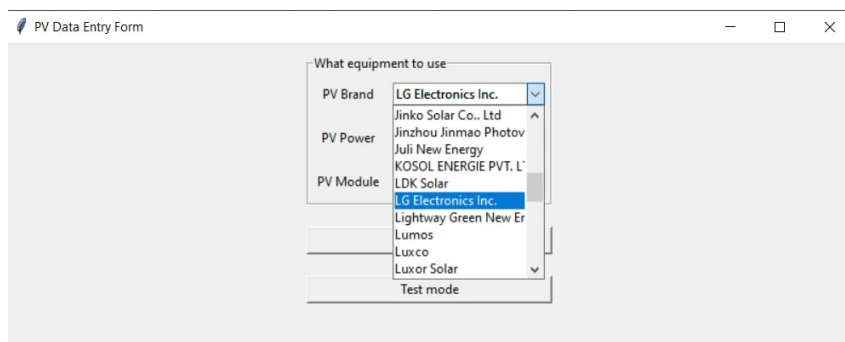 PV Data Entry Form
What equipment to use
PV Brand
LG Electronics Inc.
Jinko Solar Co.. Ltd
Jinzhou Jinmao Photov
PV Power
Juli New Energy
KOSOL ENERGIE PVT. LT
PV Module
LDK Solar
LG Electronics Inc.
Lightway Green New Er
Lumos
Luxco
Luxor Solar
Test mode